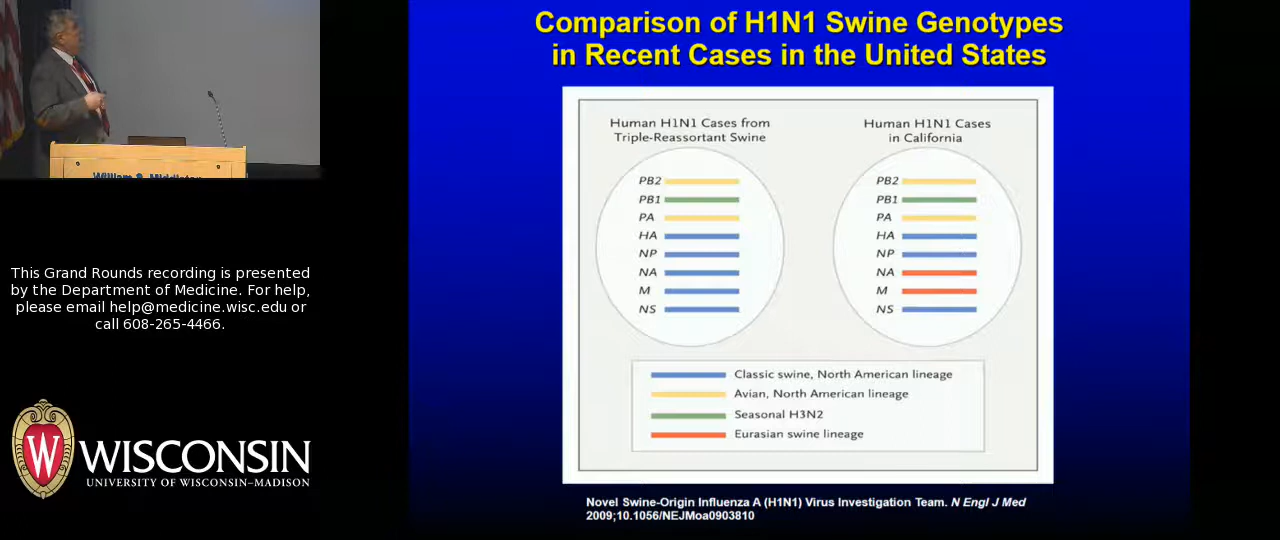 Comparison of H1N1 Swine Genotypes
in Recent Cases in the United States
Human H1N1 Cases from
Triple-Reassortant Swine
PB2
PB1
PA
HA
NP
NA
M
NS
Human H1N1 Cases
in California
PB2
PB1
PA
HA
NP
NA
M
NS
Classic swine, North American lineage
Avian, North American lineage
Seasonal H3N2
Eurasian swine lineage
Novel Swine-Origin Influenza A (H1N1) Virus Investigation Team. N Engl J Med
2009;10.1056/NEJMoa0903810
William S. Middleton
This Grand Rounds recording is presented
by the Department of Medicine. For help,
please email help@medicine.wisc.edu or
call 608-265-4466.
W
WISCONSIN
UNIVERSITY OF WISCONSIN–MADISON